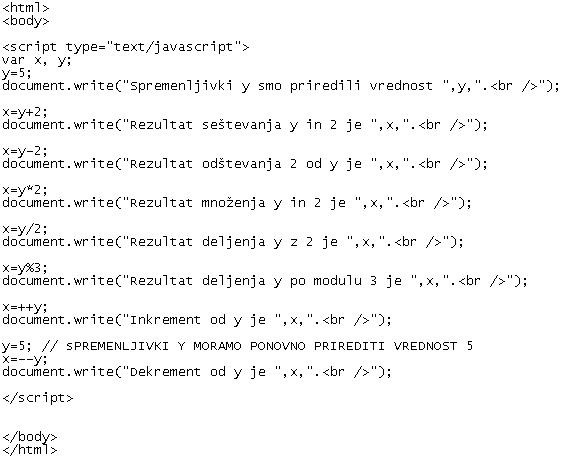 <html>
<body>
<script type="text/javascript">
var x, y;
y=5;
document.write("Spremenljivki y smo priredili vrednost ",y,".<br />");
x=y+2;
document.write("Rezultat seštevanja y in 2 je ",x,".<br />");
x=y-2;
document.write("Rezultat odštevanja 2 od y je ",x,".<br />");
x=y*2;
document.write("Rezultat množenja y in 2 je ",x,".<br />");
x=y/2;
document.write("Rezultat deljenja y z 2 je ",x,".<br />");
x=y%3;
document.write("Rezultat deljenja y po modulu 3 je ",x,".<br />");
x=++y;
document.write("Inkrement od y je ",x,".<br />");
y=5; // sPREMENLJIVKI Y MORAMO PONOVNO PRIREDITI VREDNOST 5
x=--y;
document.write("Dekrement od y je ",x,".<br />");
</script>
</body>
</html>